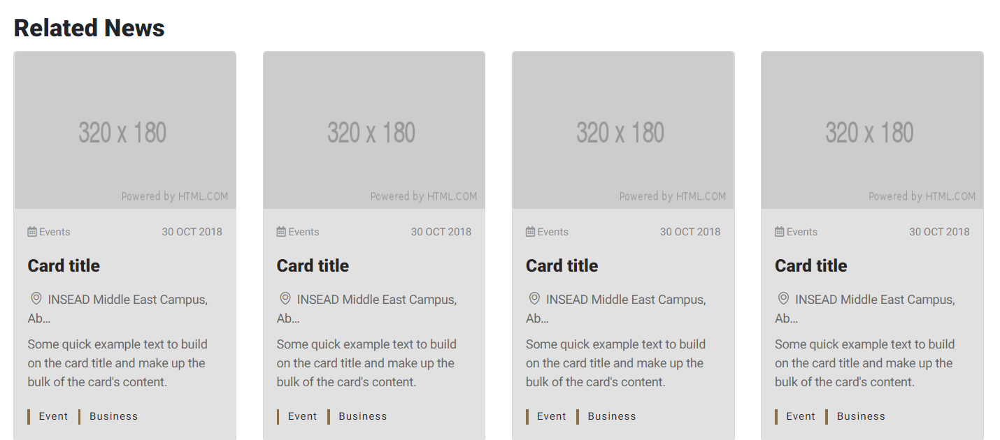 Related News
320 x 180
Powered by HTML.COM
Events 30 OCT 2018
Card title
INSEAD Middle East Campus,
Ab...
Some quick example text to build
on the card title and make up the
bulk of the card's content.
Event Business
320 x 180
Powered by HTML.COM
Events 30 OCT 2018
Card title
INSEAD Middle East Campus,
Ab...
Some quick example text to build
on the card title and make up the
bulk of the card's content.
Event Business
320 x 180
Powered by HTML.COM
Events 30 OCT 2018
Card title
INSEAD Middle East Campus,
Ab...
Some quick example text to build
on the card title and make up the
bulk of the card's content.
Event Business
320 x 180
Powered by HTML.COM
Events 30 OCT 2018
Card title
INSEAD Middle East Campus,
Ab...
Some quick example text to build
on the card title and make up the
bulk of the card's content.
Event Business